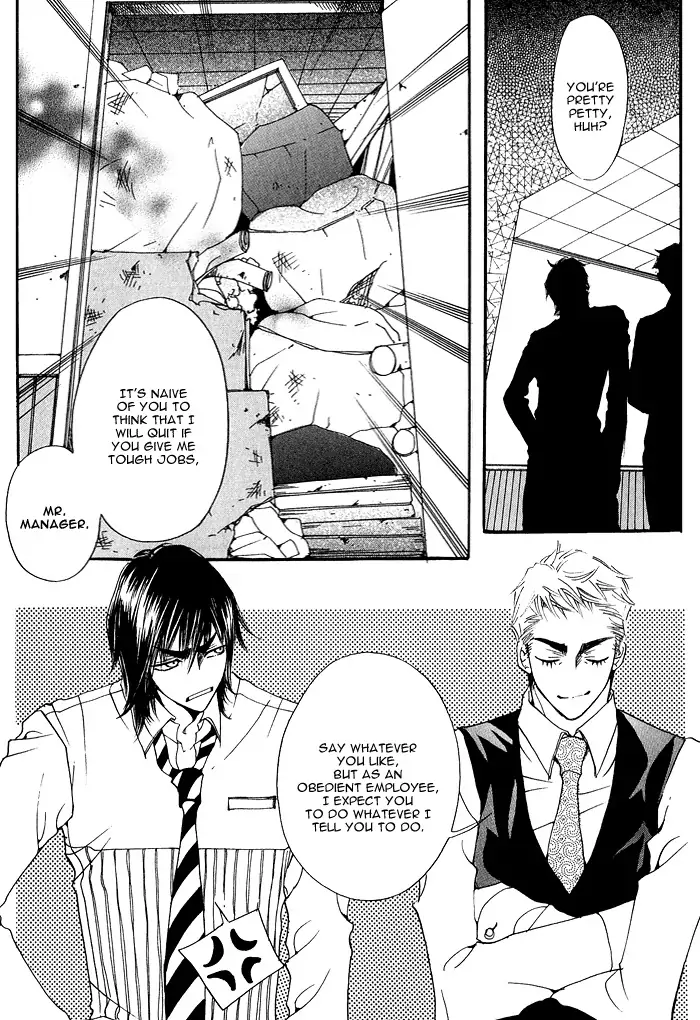 YOU'RE
PRETTY
PETTY,
HUH?
IT'S NAIVE
OF YOU TO
THINK THAT I
WILL QUIT IF
YOU GIVE ME
TOUGH JOBS,
MR.
MANAGER.
SAY WHATEVER
YOU LIKE,
BUT AS AN
OBEDIENT EMPLOYEE,
I EXPECT YOU
TO DO WHATEVER I
TELL YOU TO DO.